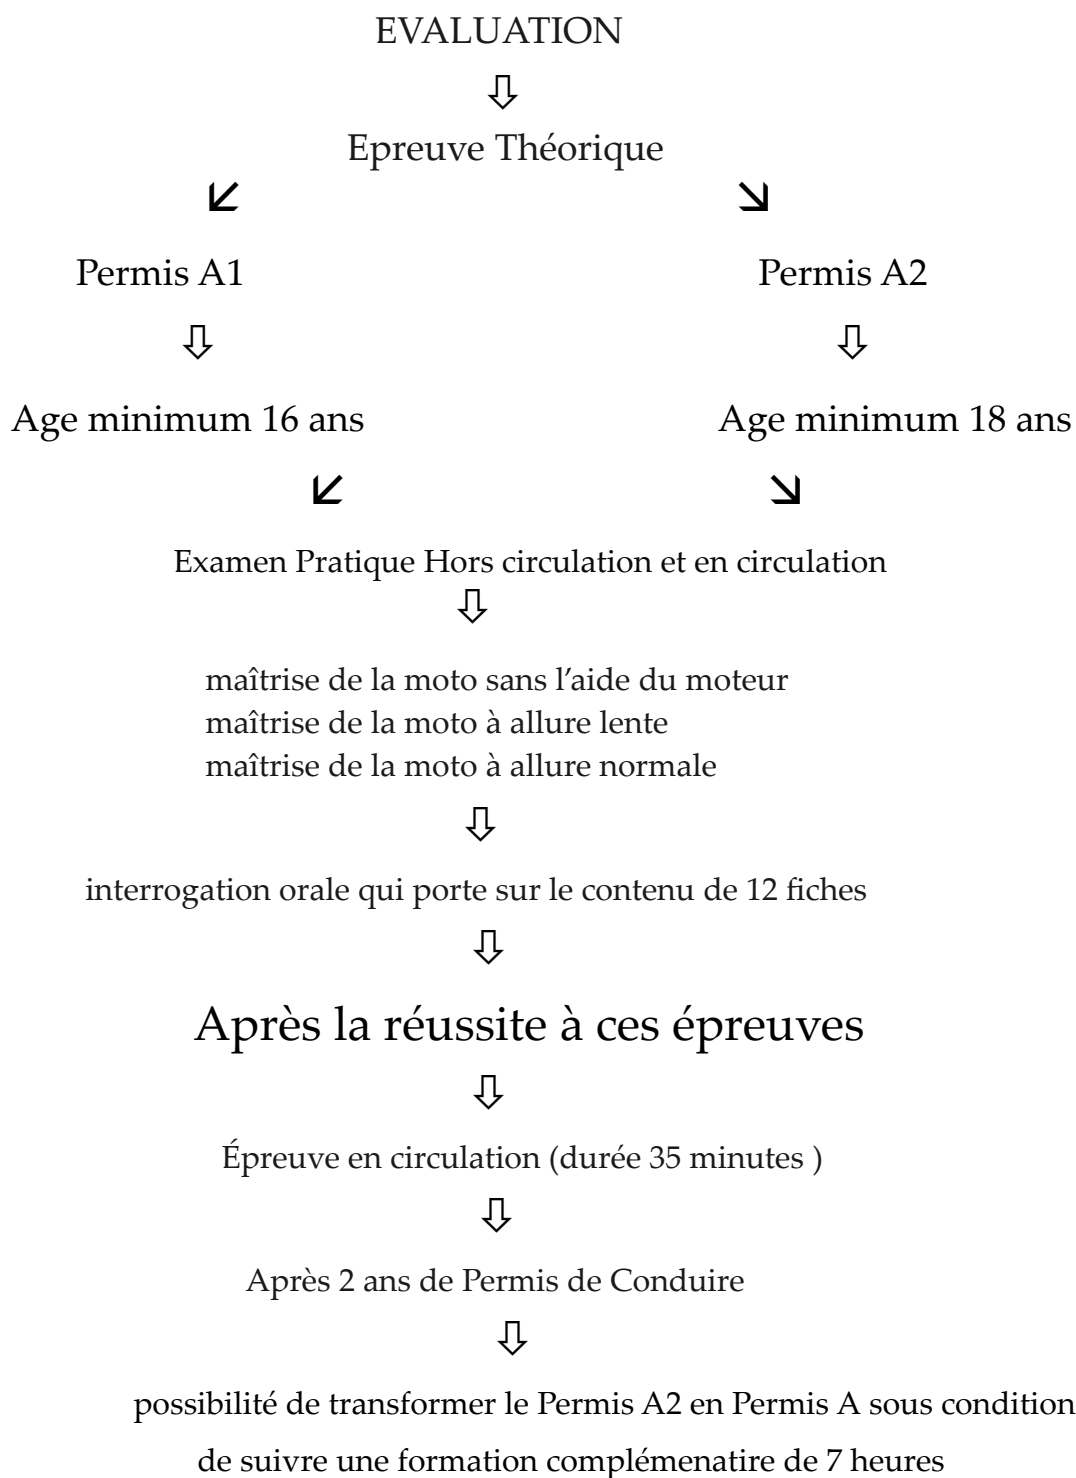 EVALUATION
⇩
Epreuve Théorique
🡿 🡾
Permis A1 Permis A2
⇩ ⇩
Age minimum 16 ans Age minimum 18 ans
🡿 🡾
Examen Pratique Hors circulation et en circulation
⇩
maîtrise de la moto sans l'aide du moteur
maîtrise de la moto à allure lente
maîtrise de la moto à allure normale
⇩
interrogation orale qui porte sur le contenu de 12 fiches
⇩
Après la réussite à ces épreuves
⇩
Épreuve en circulation (durée 35 minutes )
⇩
Après 2 ans de Permis de Conduire
⇩
possibilité de transformer le Permis A2 en Permis A sous condition
de suivre une formation complémenatire de 7 heures